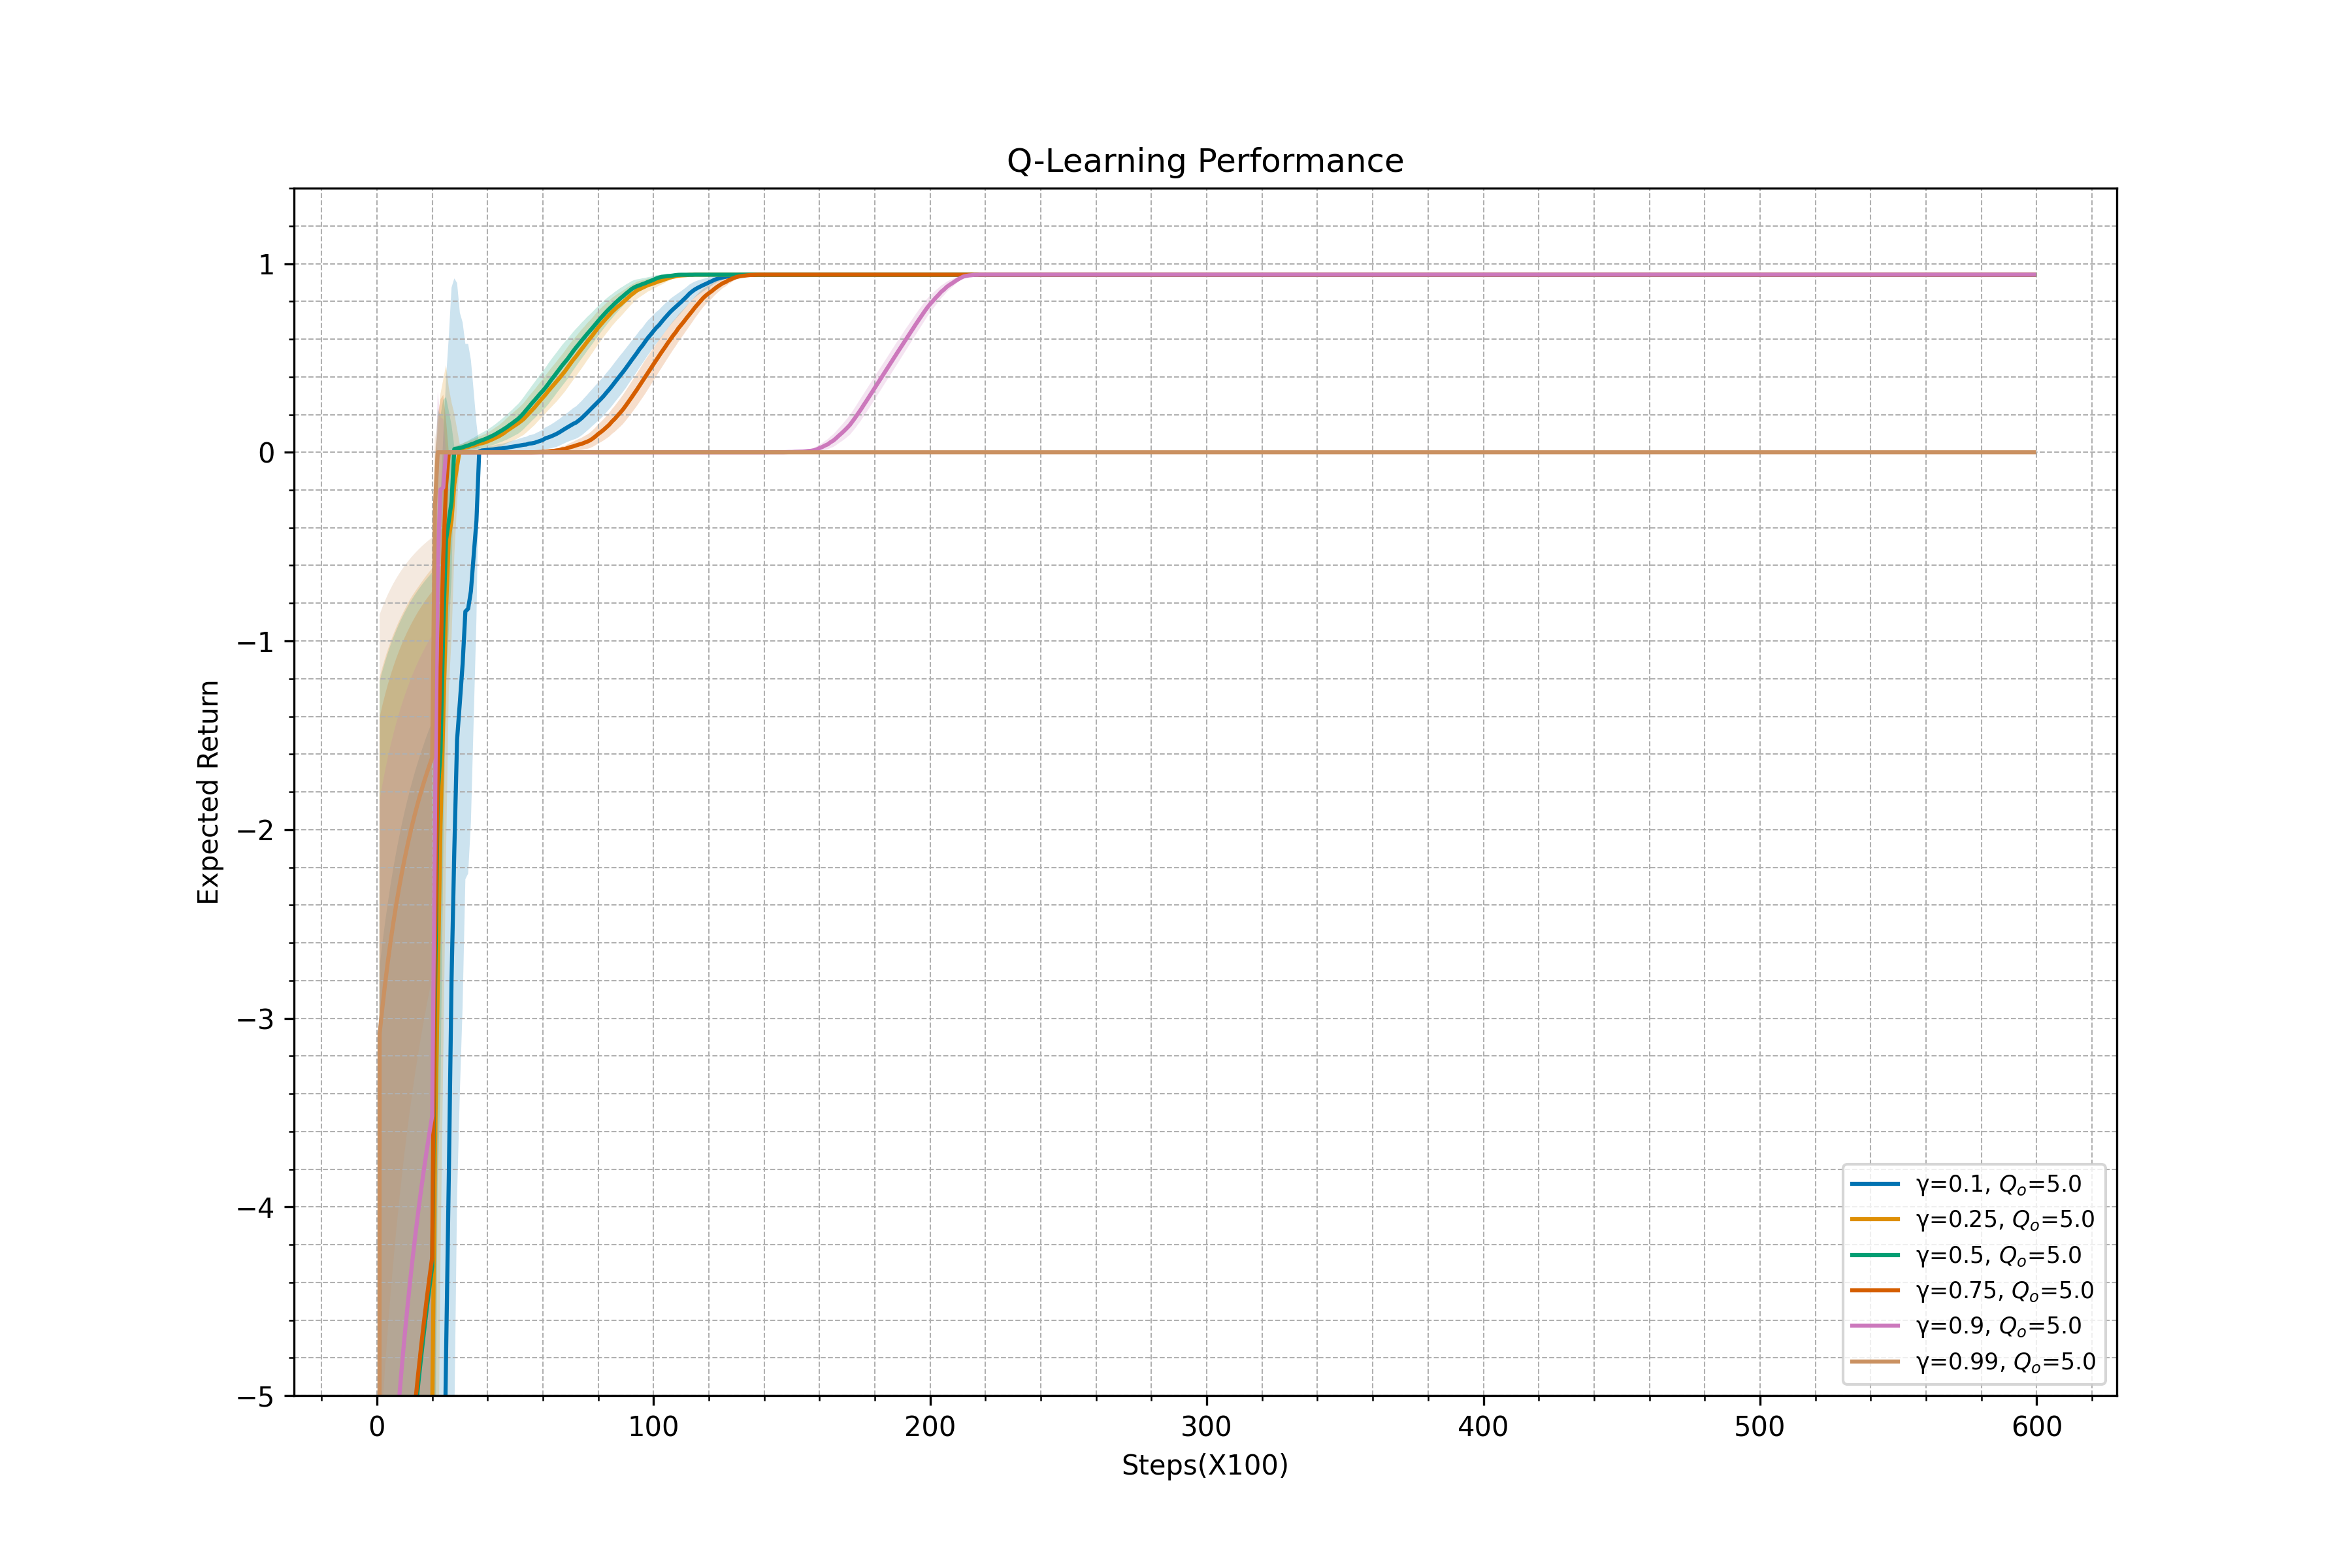 Q-Learning Performance
Expected Return
1
0
−1
−2
−3
−4
−5
0 100 200 300 400 500 600
Steps(X100)
γ=0.1, Qₒ=5.0
γ=0.25, Qₒ=5.0
γ=0.5, Qₒ=5.0
γ=0.75, Qₒ=5.0
γ=0.9, Qₒ=5.0
γ=0.99, Qₒ=5.0